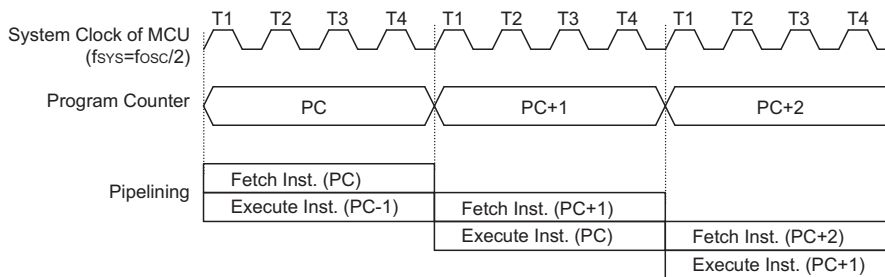 T1 T2 T3 T4 T1 T2 T3 T4 T1 T2 T3 T4
System Clock of MCU
(fSYS=fOSC/2)
Program Counter PC PC+1 PC+2
Pipelining
Fetch Inst. (PC)
Execute Inst. (PC-1) Fetch Inst. (PC+1)
Execute Inst. (PC) Fetch Inst. (PC+2)
Execute Inst. (PC+1)